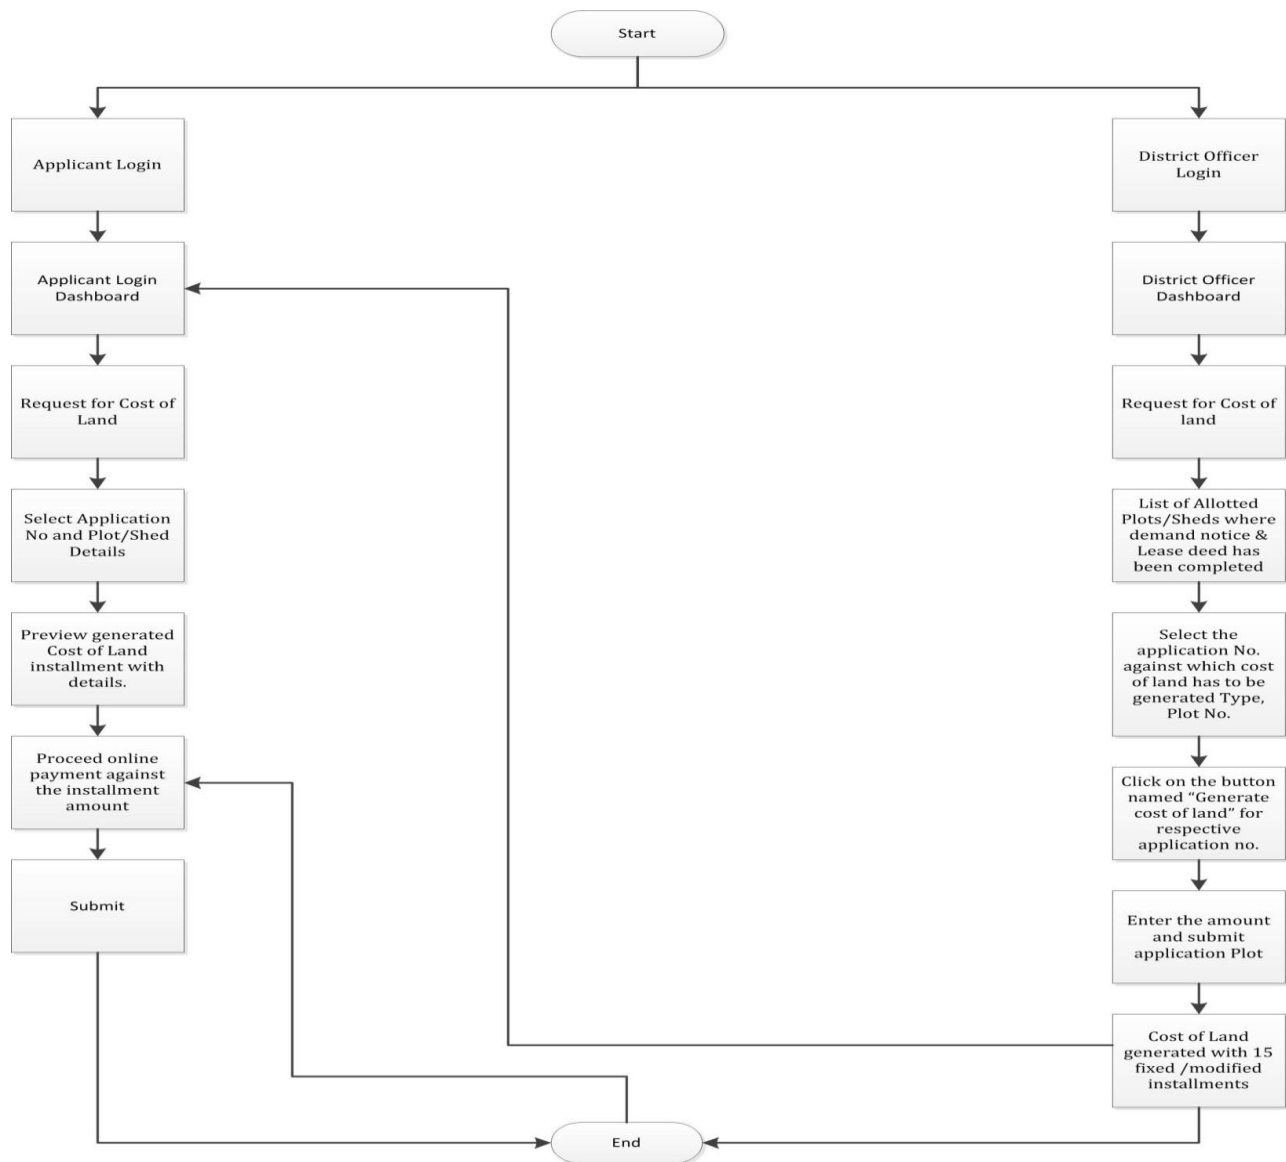 Start
Applicant Login
Applicant Login
Dashboard
Request for Cost of
Land
Select Application
No and Plot/Shed
Details
Preview generated
Cost of Land
installment with
details.
Proceed online
payment against
the installment
amount
Submit
District Officer
Login
District Officer
Dashboard
Request for Cost of
land
List of Allotted
Plots/Sheds where
demand notice &
Lease deed has
been completed
Select the
application No.
against which cost
of land has to be
generated Type,
Plot No.
Click on the button
named “Generate
cost of land” for
respective
application no.
Enter the amount
and submit
application Plot
Cost of Land
generated with 15
fixed /modified
installments
End